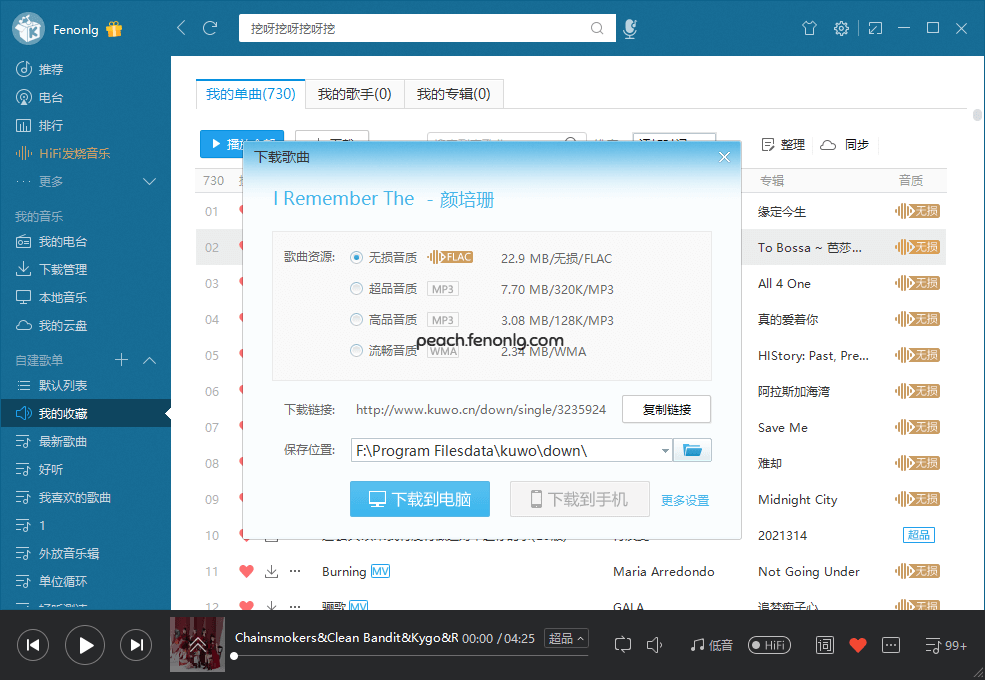 Fenonlg
挖呀挖呀挖呀挖
推荐
电台
排行
HiFi发烧音乐
更多
我的音乐
我的电台
下载管理
本地音乐
我的云盘
自建歌单
默认列表
我的收藏
最新歌曲
好听
我喜欢的歌曲
1
外放音乐辑
单位循环
我的单曲(730) 我的歌手(0) 我的专辑(0)
整理 同步
730 专辑 音质
01 缘定今生 无损
02 To Bossa ~ 芭莎... 无损
03 All 4 One 无损
04 真的爱着你 无损
05 HIStory: Past, Pre... 无损
06 阿拉斯加海湾 无损
07 Save Me 无损
08 难却 无损
09 Midnight City 无损
10 2021314 超品
11 Burning MV Maria Arredondo Not Going Under 无损
12 骊歌 MV GALA 追梦痴子心 无损
下载歌曲
I Remember The - 颜培珊
歌曲资源: 无损音质 FLAC 22.9 MB/无损/FLAC
超品音质 MP3 7.70 MB/320K/MP3
高品音质 MP3 3.08 MB/128K/MP3
peach.fenonlg.com
流畅音质 WMA 2.34 MB/WMA
下载链接: http://www.kuwo.cn/down/single/3235924 复制链接
保存位置: F:\Program Filesdata\kuwo\down\
下载到电脑 下载到手机 更多设置
Chainsmokers&Clean Bandit&Kygo&R 00:00 / 04:25 超品
低音 HiFi 词 99+